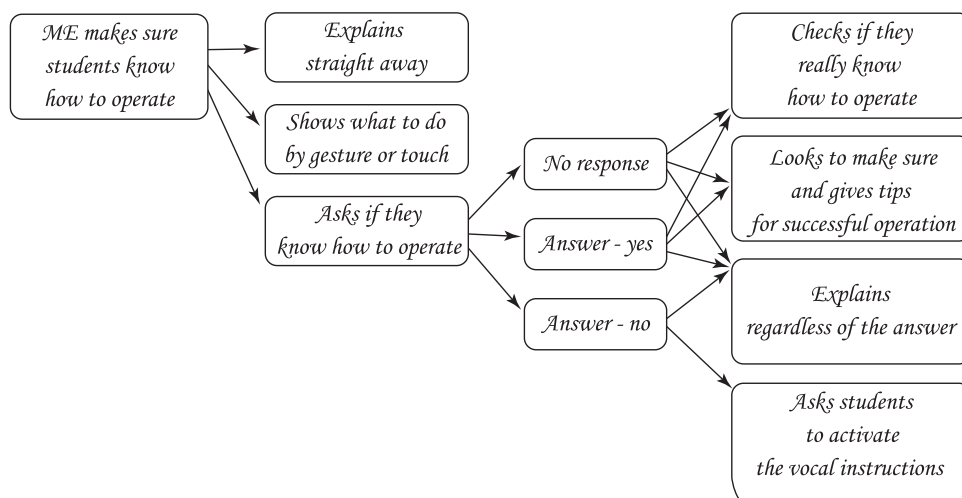 ME makes sure
students know
how to operate
Explains
straight away
Shows what to do
by gesture or touch
Asks if they
know how to operate
No response
Answer - yes
Answer - no
Checks if they
really know
how to operate
Looks to make sure
and gives tips
for successful operation
Explains
regardless of the answer
Asks students
to activate
the vocal instructions